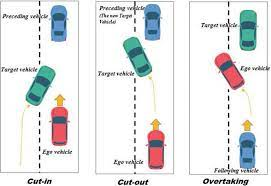 Preceding vehicle
Target vehicle
Ego vehicle
Cut-in
Preceding vehicle
(The new Target
Vehicle)
Target vehicle
Ego vehicle
Cut-out
Target vehicle
Ego vehicle
Following vehicle
Overtaking